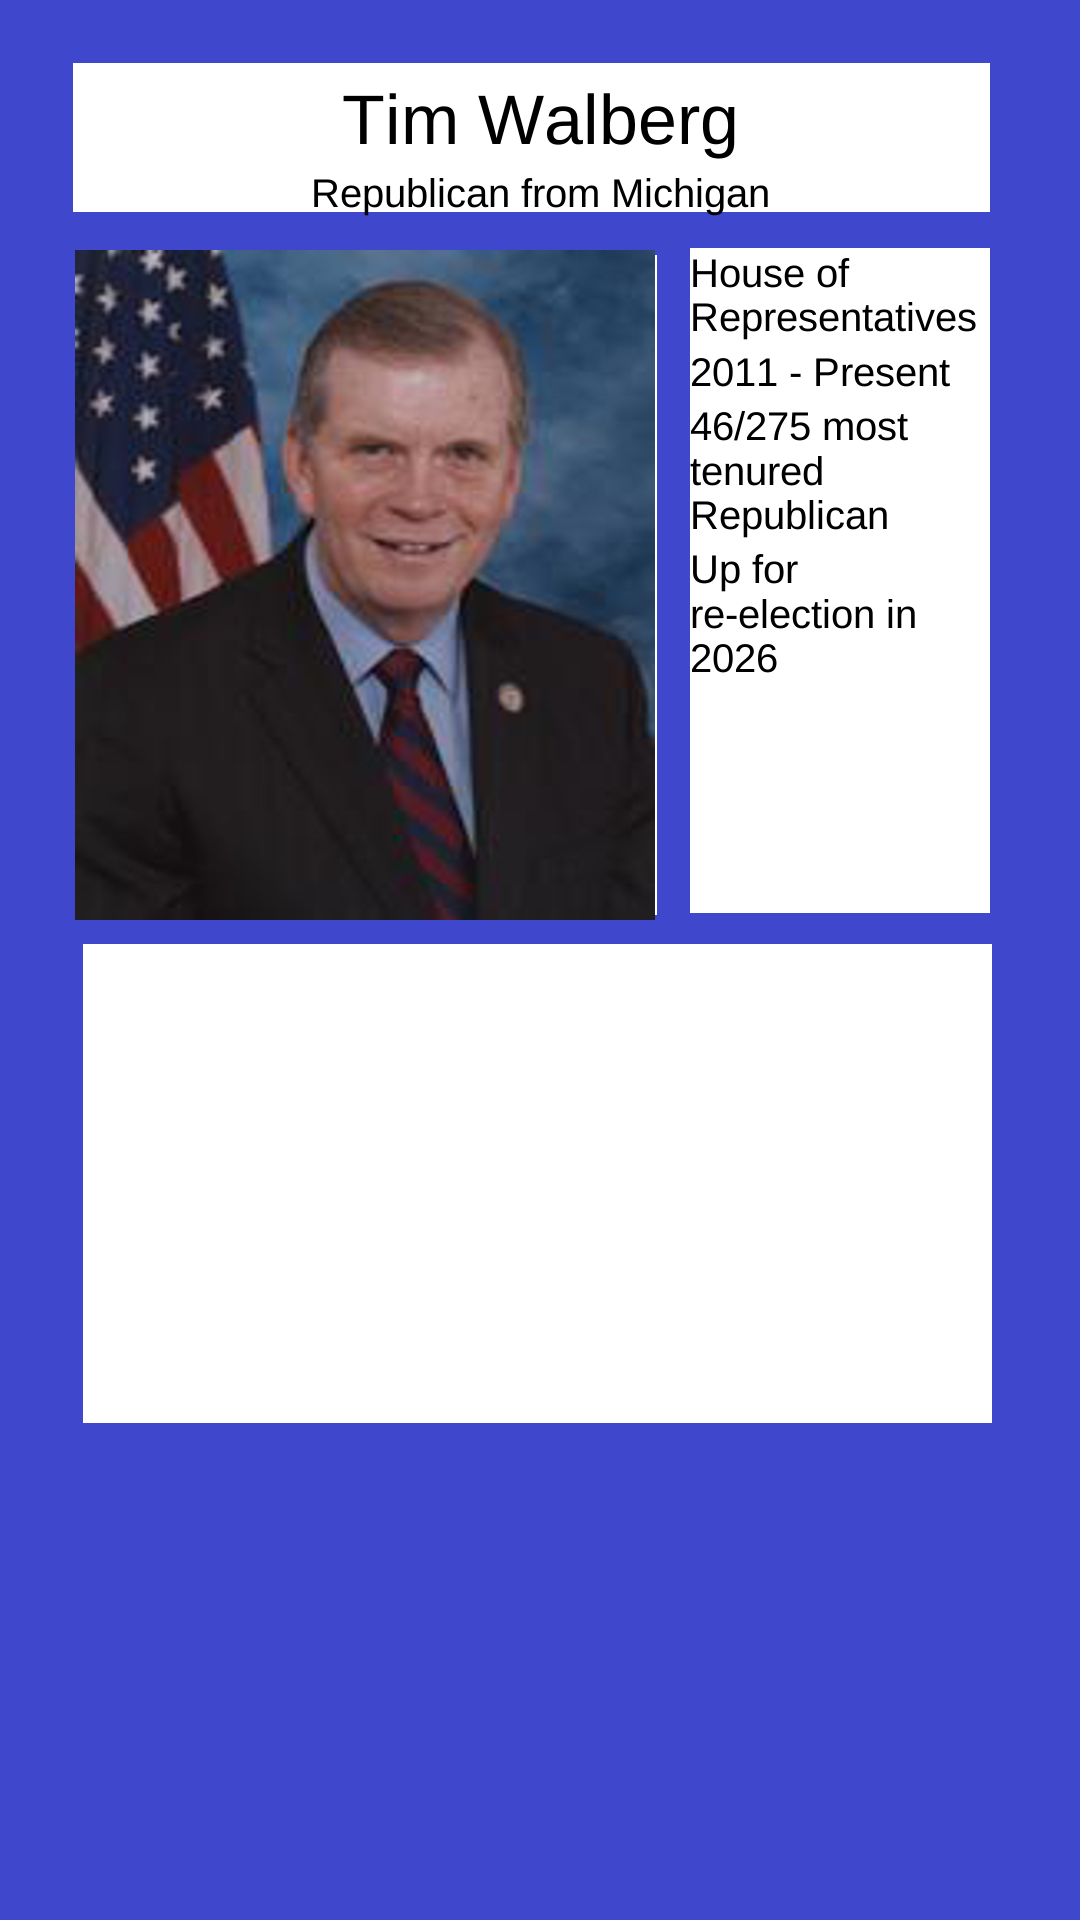 Tim Walberg
Republican from Michigan
House of
Representatives
2011 - Present
46/275 most
tenured
Republican
Up for
re-election in
2026